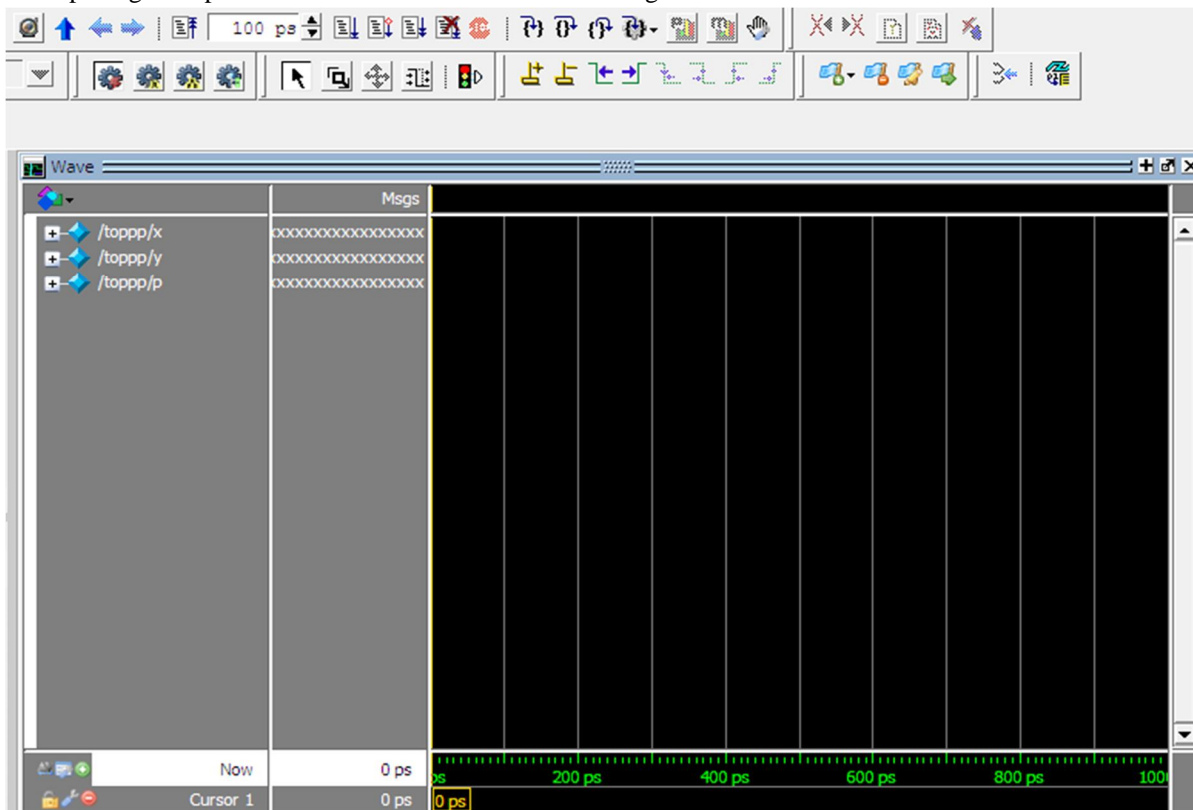 100 ps
Wave
Msgs
/toppp/x xxxxxxxxxxxxxxxxx
/toppp/y xxxxxxxxxxxxxxxxx
/toppp/p xxxxxxxxxxxxxxxxx
Now 0 ps
200 ps 400 ps 600 ps 800 ps
Cursor 1 0 ps 0 ps